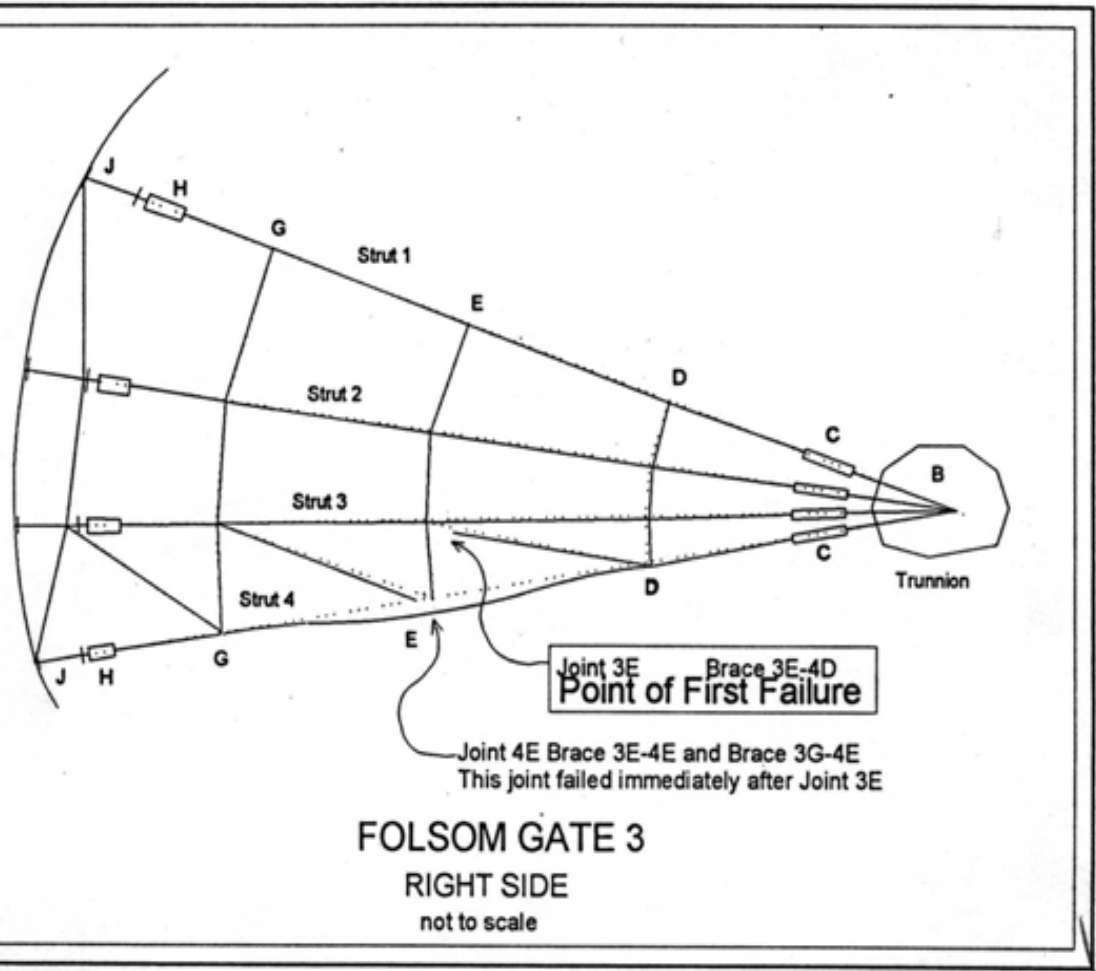 J
H
G
Strut 1
E
D
Strut 2
C
B
Strut 3
C
Trunnion
D
Strut 4
E
G
J H
Joint 3E Brace 3E-4D
Point of First Failure
Joint 4E Brace 3E-4E and Brace 3G-4E
This joint failed immediately after Joint 3E
FOLSOM GATE 3
RIGHT SIDE
not to scale